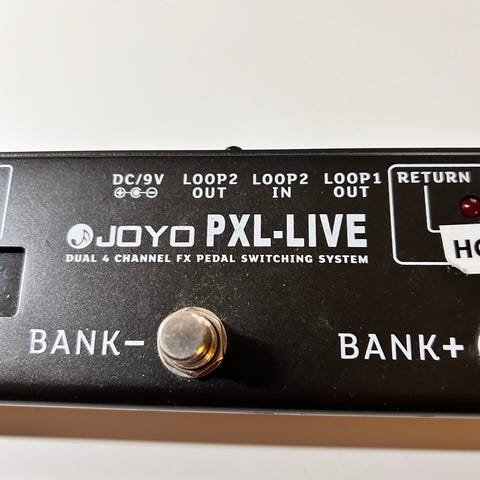 DC/9V LOOP2 OUT LOOP2 IN LOOP1 OUT RETURN
JOYO PXL-LIVE
DUAL 4 CHANNEL FX PEDAL SWITCHING SYSTEM
BANK− BANK+